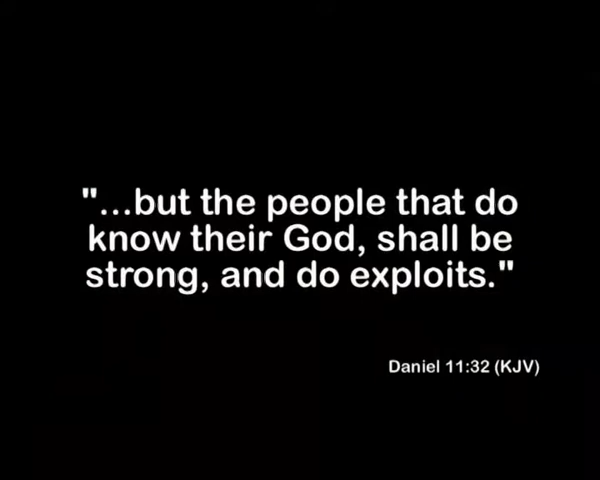 "...but the people that do
know their God, shall be
strong, and do exploits."
Daniel 11:32 (KJV)